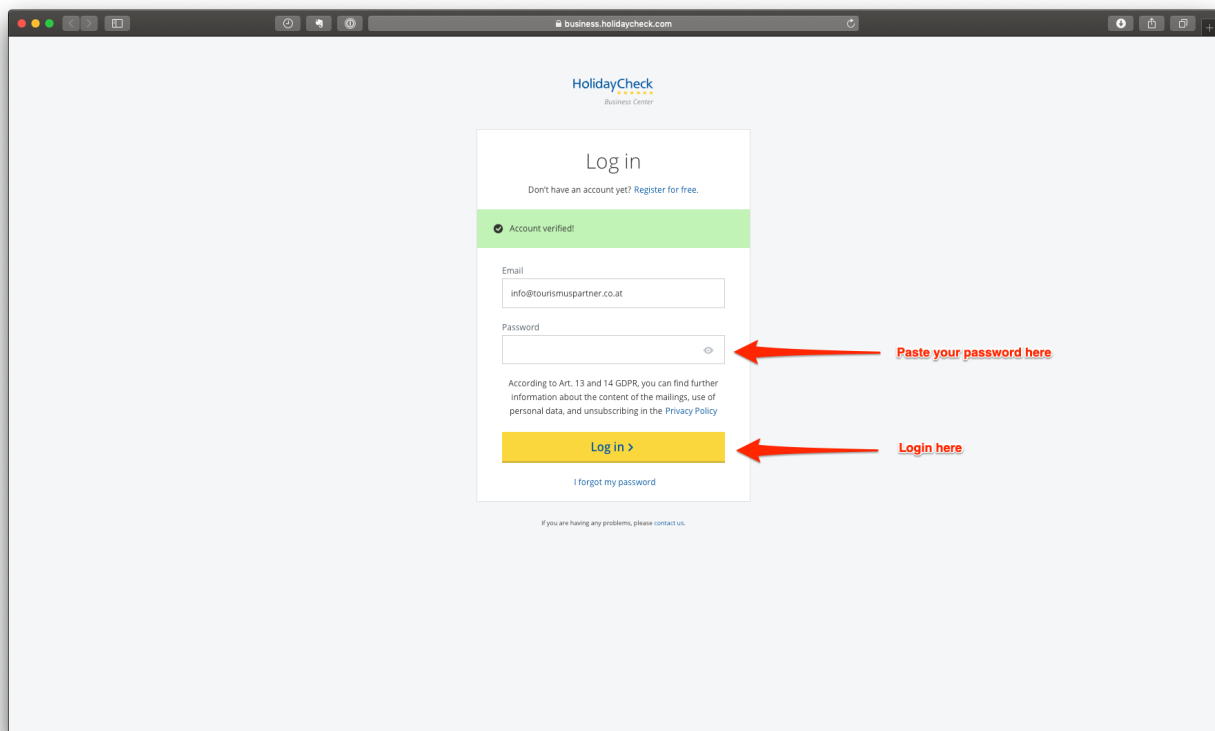 business.holidaycheck.com
HolidayCheck
Business Center
Log in
Don't have an account yet? Register for free.
Account verified!
Email
info@tourismuspartner.co.at
Password
Paste your password here
According to Art. 13 and 14 GDPR, you can find further
information about the content of the mailings, use of
personal data, and unsubscribing in the Privacy Policy
Log in >
Login here
I forgot my password
If you are having any problems, please contact us.